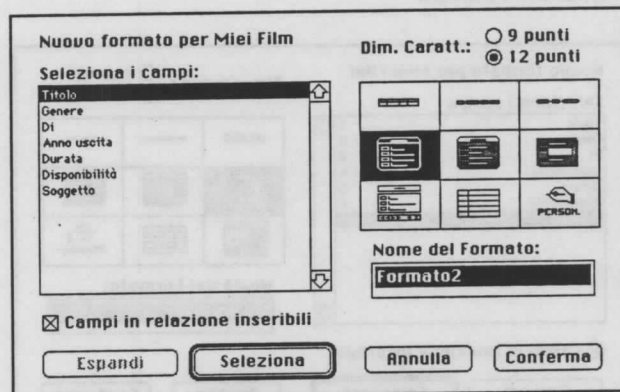 Nuovo formato per Miei Film
Dim. Caratt.:
9 punti
12 punti
Seleziona i campi:
Titolo
Genere
Di
Anno uscita
Durata
Disponibilità
Soggetto
PERSON.
Nome del Formato:
Formato2
Campi in relazione inseribili
Espandi
Seleziona
Annulla
Conferma